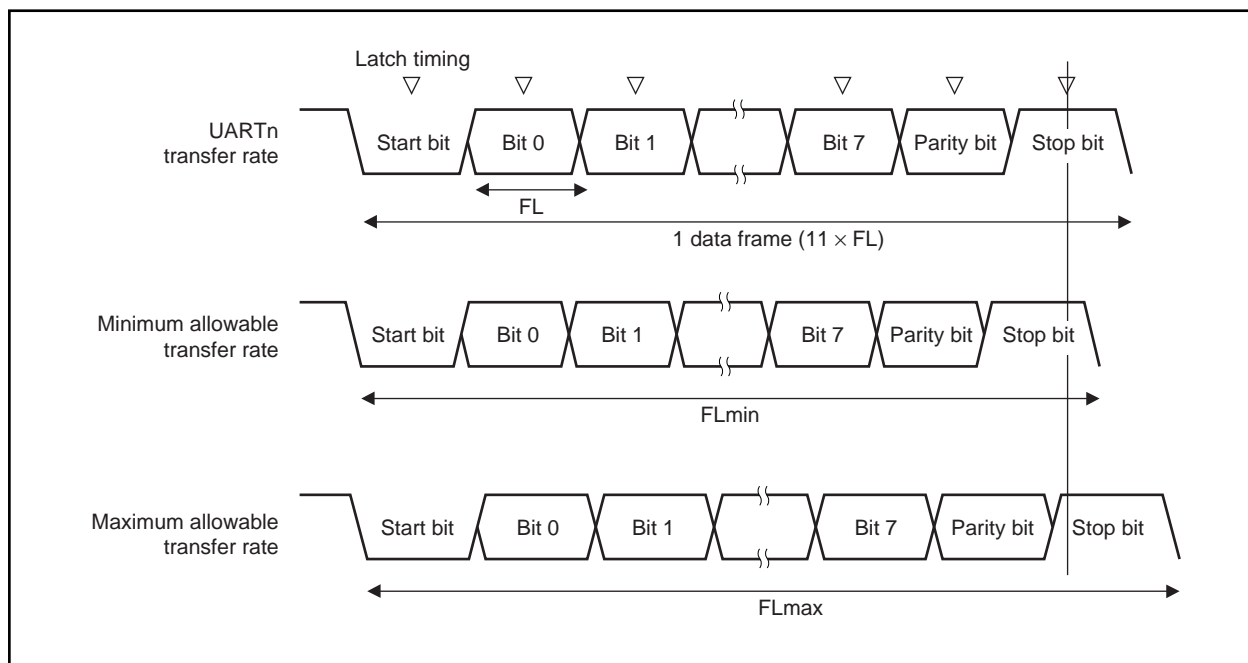 Latch timing
UARTn
transfer rate
Start bit Bit 0 Bit 1 Bit 7 Parity bit Stop bit
FL
1 data frame (11 × FL)
Minimum allowable
transfer rate
Start bit Bit 0 Bit 1 Bit 7 Parity bit Stop bit
FLmin
Maximum allowable
transfer rate
Start bit Bit 0 Bit 1 Bit 7 Parity bit Stop bit
FLmax